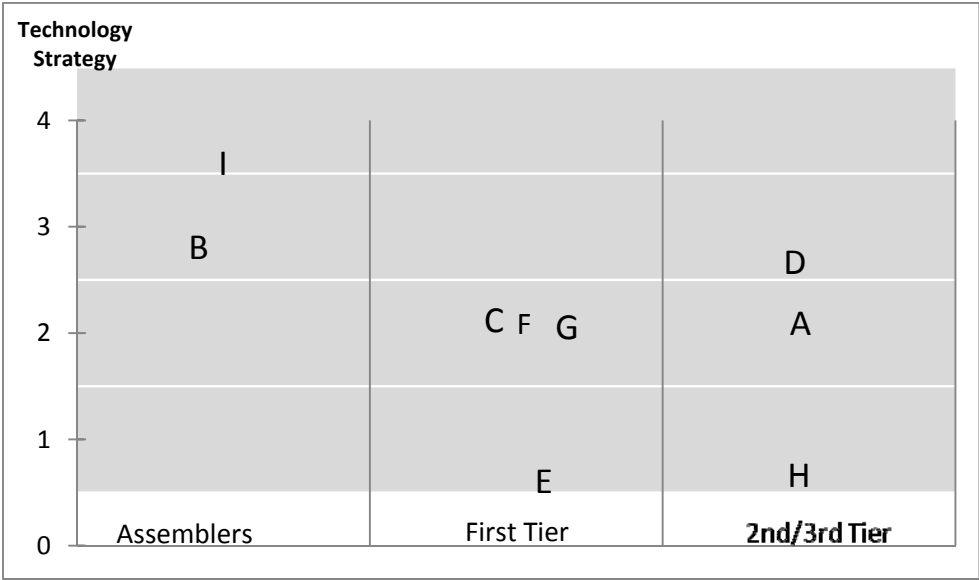 Technology
Strategy
4
I
3
B
D
C F G
A
2
1
E
H
Assemblers First Tier 2nd/3rd Tier
0